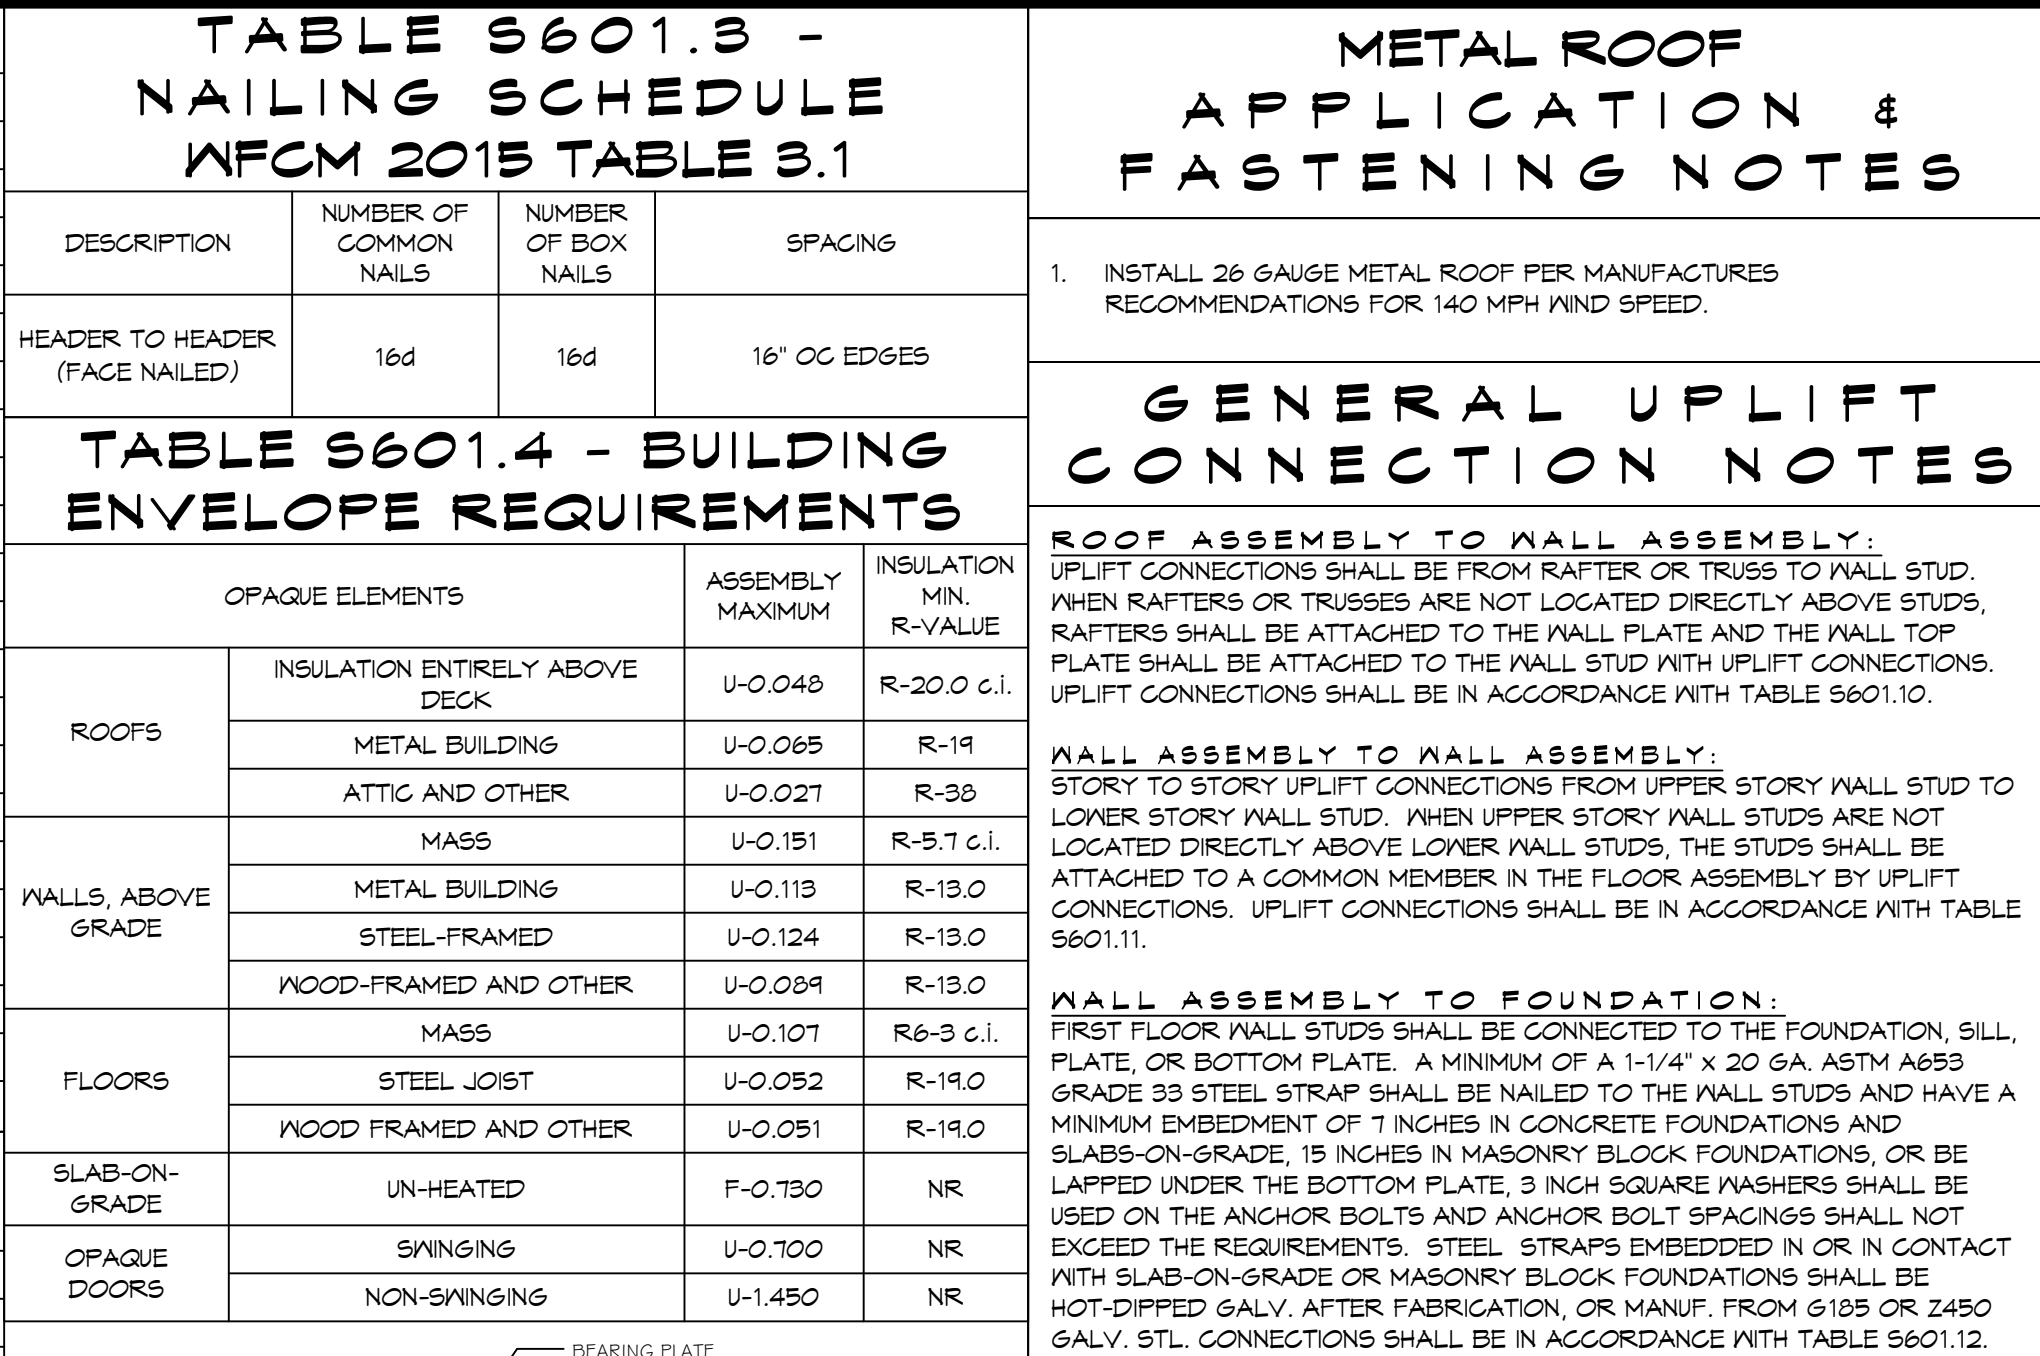 TABLE S601.3 -
NAILING SCHEDULE
WFCM 2015 TABLE 3.1
DESCRIPTION
NUMBER OF
COMMON
NAILS
NUMBER
OF BOX
NAILS
SPACING
HEADER TO HEADER
(FACE NAILED)
16d
16d
16" OC EDGES
TABLE S601.4 - BUILDING
ENVELOPE REQUIREMENTS
OPAQUE ELEMENTS
ASSEMBLY
MAXIMUM
INSULATION
MIN.
R-VALUE
ROOFS
INSULATION ENTIRELY ABOVE
DECK
U-0.048
R-20.0 c.i.
METAL BUILDING
U-0.065
R-19
ATTIC AND OTHER
U-0.027
R-38
WALLS, ABOVE
GRADE
MASS
U-0.151
R-5.7 c.i.
METAL BUILDING
U-0.113
R-13.0
STEEL-FRAMED
U-0.124
R-13.0
WOOD-FRAMED AND OTHER
U-0.089
R-13.0
FLOORS
MASS
U-0.107
R6-3 c.i.
STEEL JOIST
U-0.052
R-19.0
WOOD FRAMED AND OTHER
U-0.051
R-19.0
SLAB-ON-
GRADE
UN-HEATED
F-0.730
NR
OPAQUE
DOORS
SWINGING
U-0.700
NR
NON-SWINGING
U-1.450
NR
BEARING PLATE
METAL ROOF
APPLICATION &
FASTENING NOTES
1. INSTALL 26 GAUGE METAL ROOF PER MANUFACTURES
RECOMMENDATIONS FOR 140 MPH WIND SPEED.
GENERAL UPLIFT
CONNECTION NOTES
ROOF ASSEMBLY TO WALL ASSEMBLY:
UPLIFT CONNECTIONS SHALL BE FROM RAFTER OR TRUSS TO WALL STUD.
WHEN RAFTERS OR TRUSSES ARE NOT LOCATED DIRECTLY ABOVE STUDS,
RAFTERS SHALL BE ATTACHED TO THE WALL PLATE AND THE WALL TOP
PLATE SHALL BE ATTACHED TO THE WALL STUD WITH UPLIFT CONNECTIONS.
UPLIFT CONNECTIONS SHALL BE IN ACCORDANCE WITH TABLE S601.10.
WALL ASSEMBLY TO WALL ASSEMBLY:
STORY TO STORY UPLIFT CONNECTIONS FROM UPPER STORY WALL STUD TO
LOWER STORY WALL STUD. WHEN UPPER STORY WALL STUDS ARE NOT
LOCATED DIRECTLY ABOVE LOWER WALL STUDS, THE STUDS SHALL BE
ATTACHED TO A COMMON MEMBER IN THE FLOOR ASSEMBLY BY UPLIFT
CONNECTIONS. UPLIFT CONNECTIONS SHALL BE IN ACCORDANCE WITH TABLE
S601.11.
WALL ASSEMBLY TO FOUNDATION:
FIRST FLOOR WALL STUDS SHALL BE CONNECTED TO THE FOUNDATION, SILL,
PLATE, OR BOTTOM PLATE. A MINIMUM OF A 1-1/4" X 20 GA. ASTM A653
GRADE 33 STEEL STRAP SHALL BE NAILED TO THE WALL STUDS AND HAVE A
MINIMUM EMBEDMENT OF 7 INCHES IN CONCRETE FOUNDATIONS AND
SLABS-ON-GRADE, 15 INCHES IN MASONRY BLOCK FOUNDATIONS, OR BE
LAPPED UNDER THE BOTTOM PLATE, 3 INCH SQUARE WASHERS SHALL BE
USED ON THE ANCHOR BOLTS AND ANCHOR BOLT SPACINGS SHALL NOT
EXCEED THE REQUIREMENTS. STEEL STRAPS EMBEDDED IN OR IN CONTACT
WITH SLAB-ON-GRADE OR MASONRY BLOCK FOUNDATIONS SHALL BE
HOT-DIPPED GALV. AFTER FABRICATION, OR MANUF. FROM G185 OR Z450
GALV. STL. CONNECTIONS SHALL BE IN ACCORDANCE WITH TABLE S601.12.